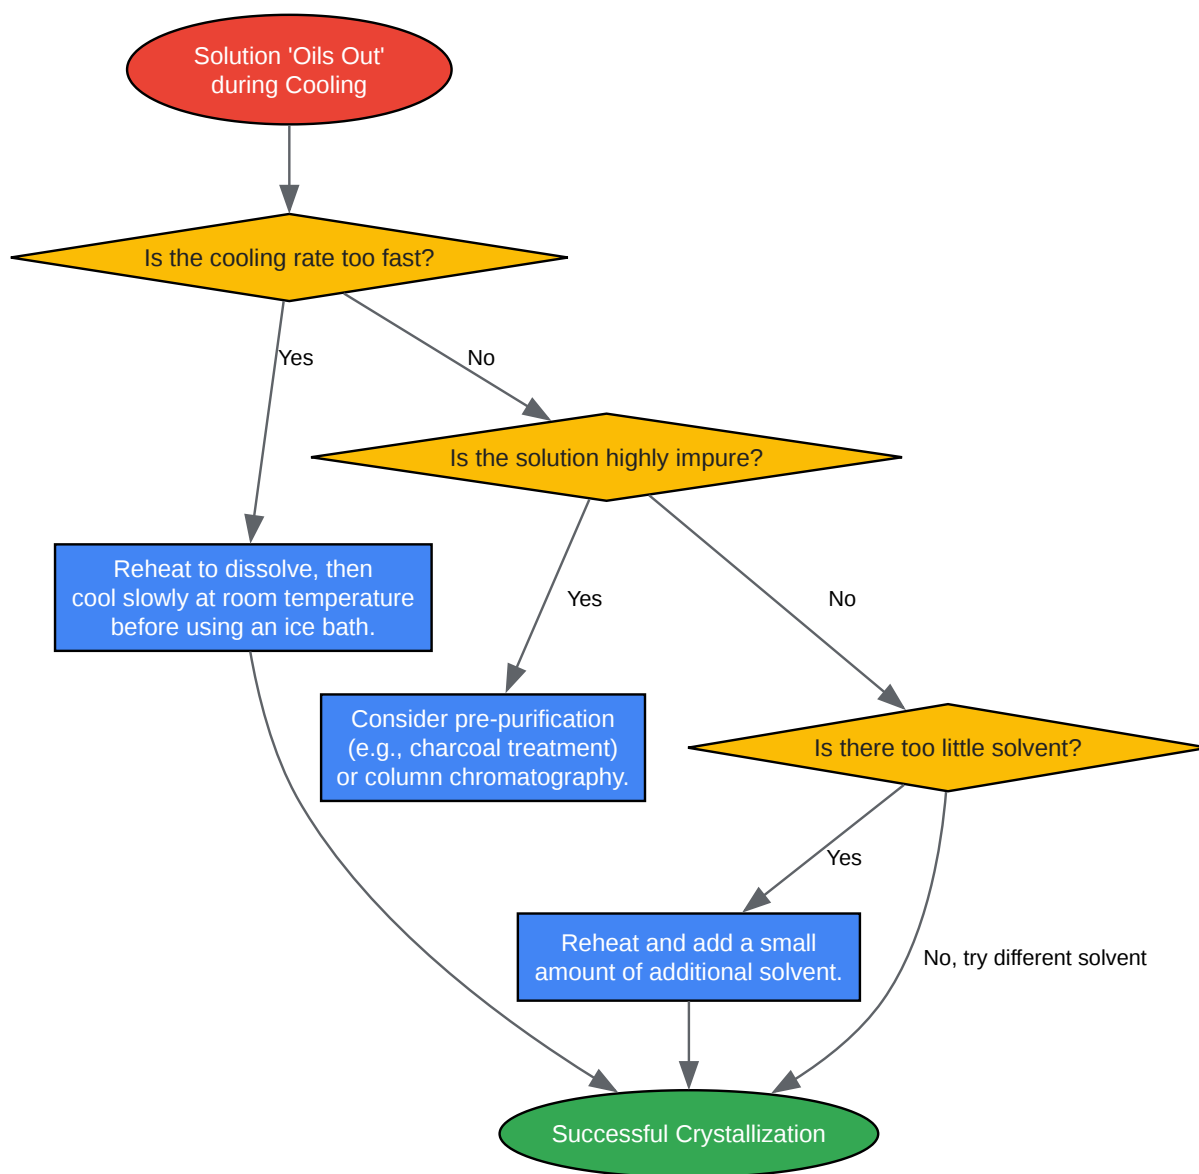 Solution 'Oils Out'
during Cooling
Is the cooling rate too fast?
Yes
No
Is the solution highly impure?
Reheat to dissolve, then
cool slowly at room temperature
before using an ice bath.
Yes
No
Consider pre-purification
(e.g., charcoal treatment)
or column chromatography.
Is there too little solvent?
Yes
Reheat and add a small
amount of additional solvent.
No, try different solvent
Successful Crystallization